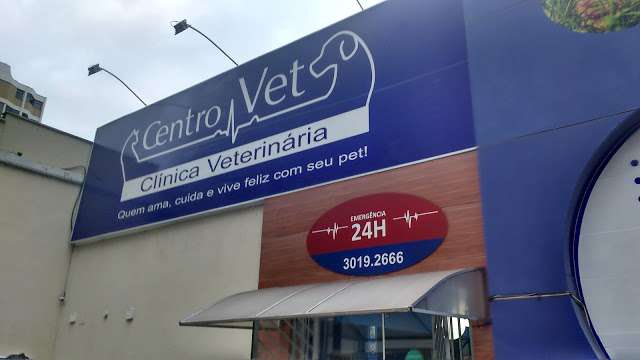 Centro Vet
Clínica Veterinária
Quem ama, cuida e vive feliz com seu pet!
EMERGÊNCIA
24H
3019.2666